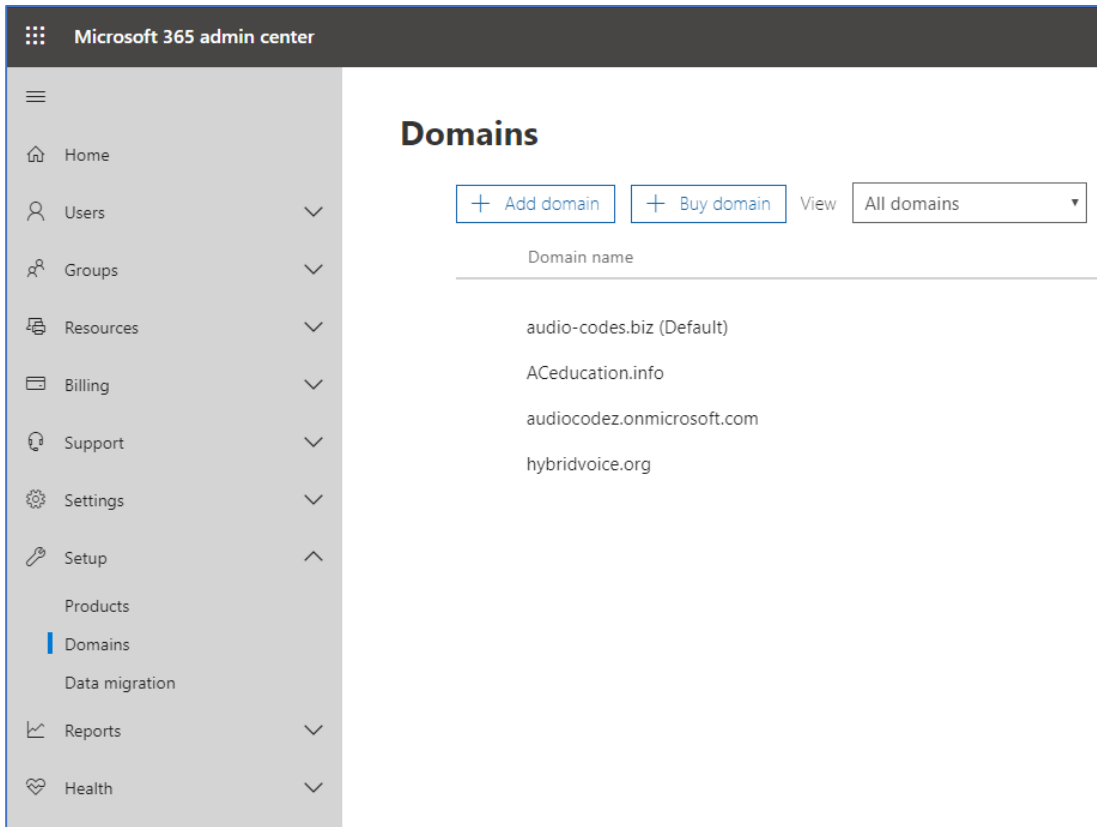 Microsoft 365 admin center
Home
Users
Groups
Resources
Billing
Support
Settings
Setup
Products
Domains
Data migration
Reports
Health
Domains
+ Add domain + Buy domain View All domains
Domain name
audio-codes.biz (Default)
ACeducation.info
audiocodez.onmicrosoft.com
hybridvoice.org